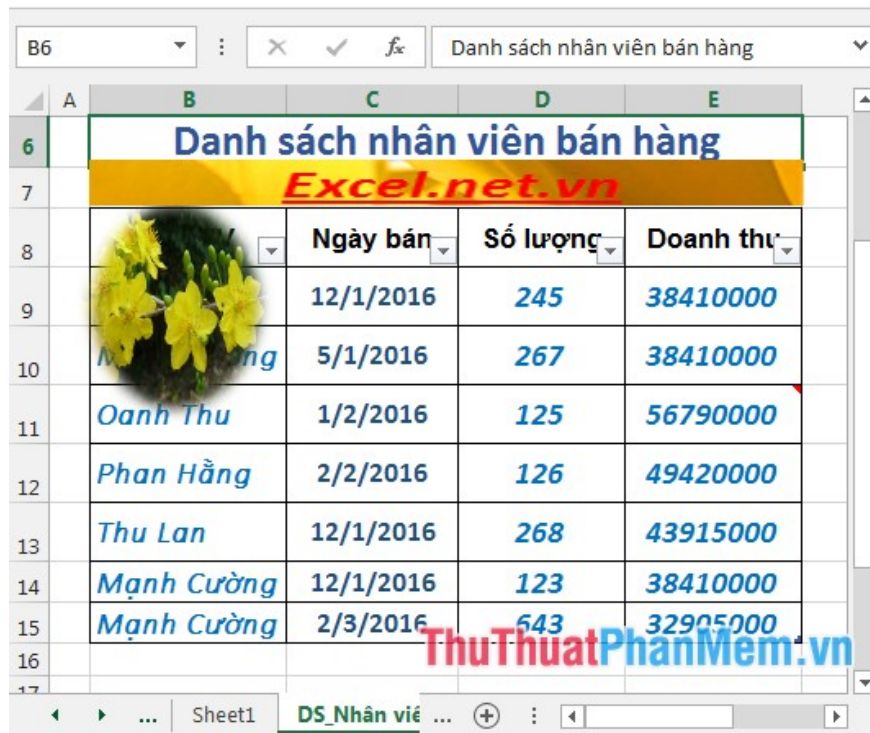 B6 fx Danh sách nhân viên bán hàng
A B C D E
6 Danh sách nhân viên bán hàng
7 Excel.net.vn
8 Ngày bán Số lượng Doanh thu
9 12/1/2016 245 38410000
10 5/1/2016 267 38410000
11 Oanh Thu 1/2/2016 125 56790000
12 Phan Hằng 2/2/2016 126 49420000
13 Thu Lan 12/1/2016 268 43915000
14 Mạnh Cường 12/1/2016 123 38410000
15 Mạnh Cường 2/3/2016 643 32905000
ThuThuatPhanMem.vn
16
17
... Sheet1 DS_Nhân viê ...